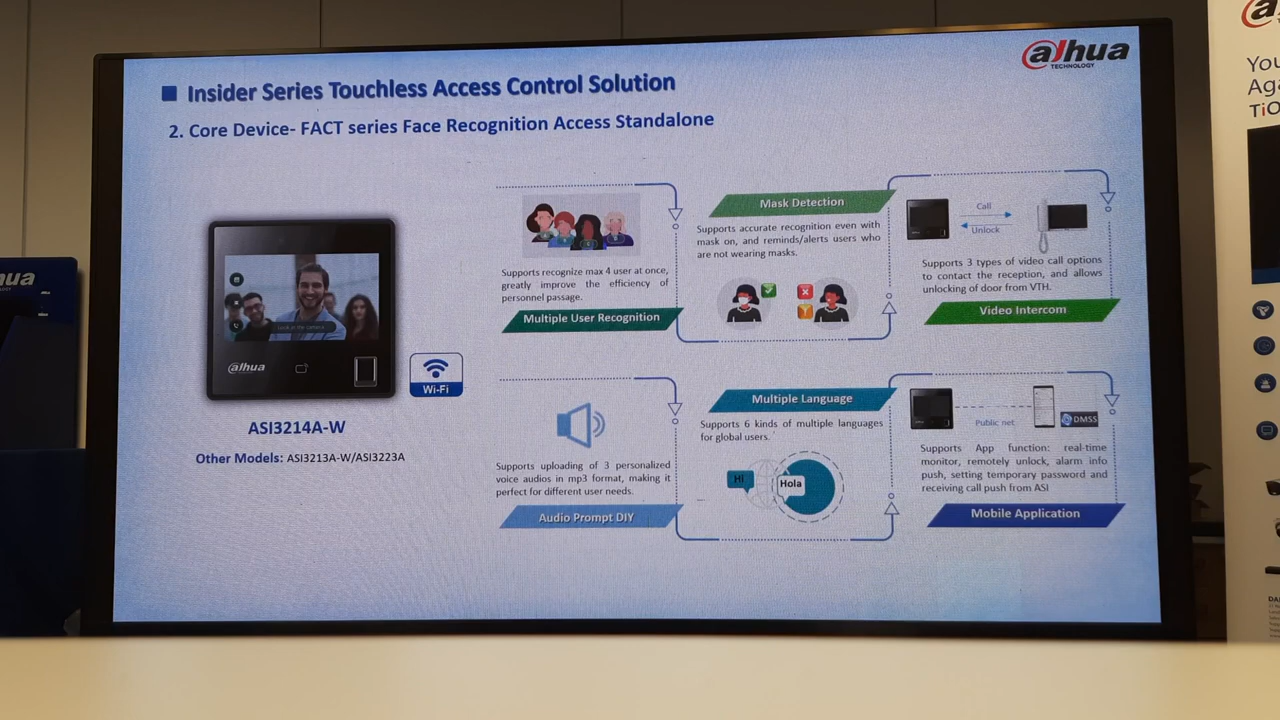 alhua
TECHNOLOGY
Insider Series Touchless Access Control Solution
2. Core Device- FACT series Face Recognition Access Standalone
alhua
Wi-Fi
ASI3214A-W
Other Models: ASI3213A-W/ASI3223A
Supports recognize max 4 user at once,
greatly improve the efficiency of
personnel passage.
Multiple User Recognition
Mask Detection
Supports accurate recognition even with
mask on, and reminds/alerts users who
are not wearing masks.
Call
Unlock
Supports 3 types of video call options
to contact the reception, and allows
unlocking of door from VTH.
Video Intercom
Supports uploading of 3 personalized
voice audios in mp3 format, making it
perfect for different user needs.
Audio Prompt DIY
Multiple Language
Supports 6 kinds of multiple languages
for global users.
Hi
Hola
Public net
DMSS
Supports App function: real-time
monitor, remotely unlock, alarm info
push, setting temporary password and
receiving call push from ASI
Mobile Application
hua
a
You
Aga
TiO